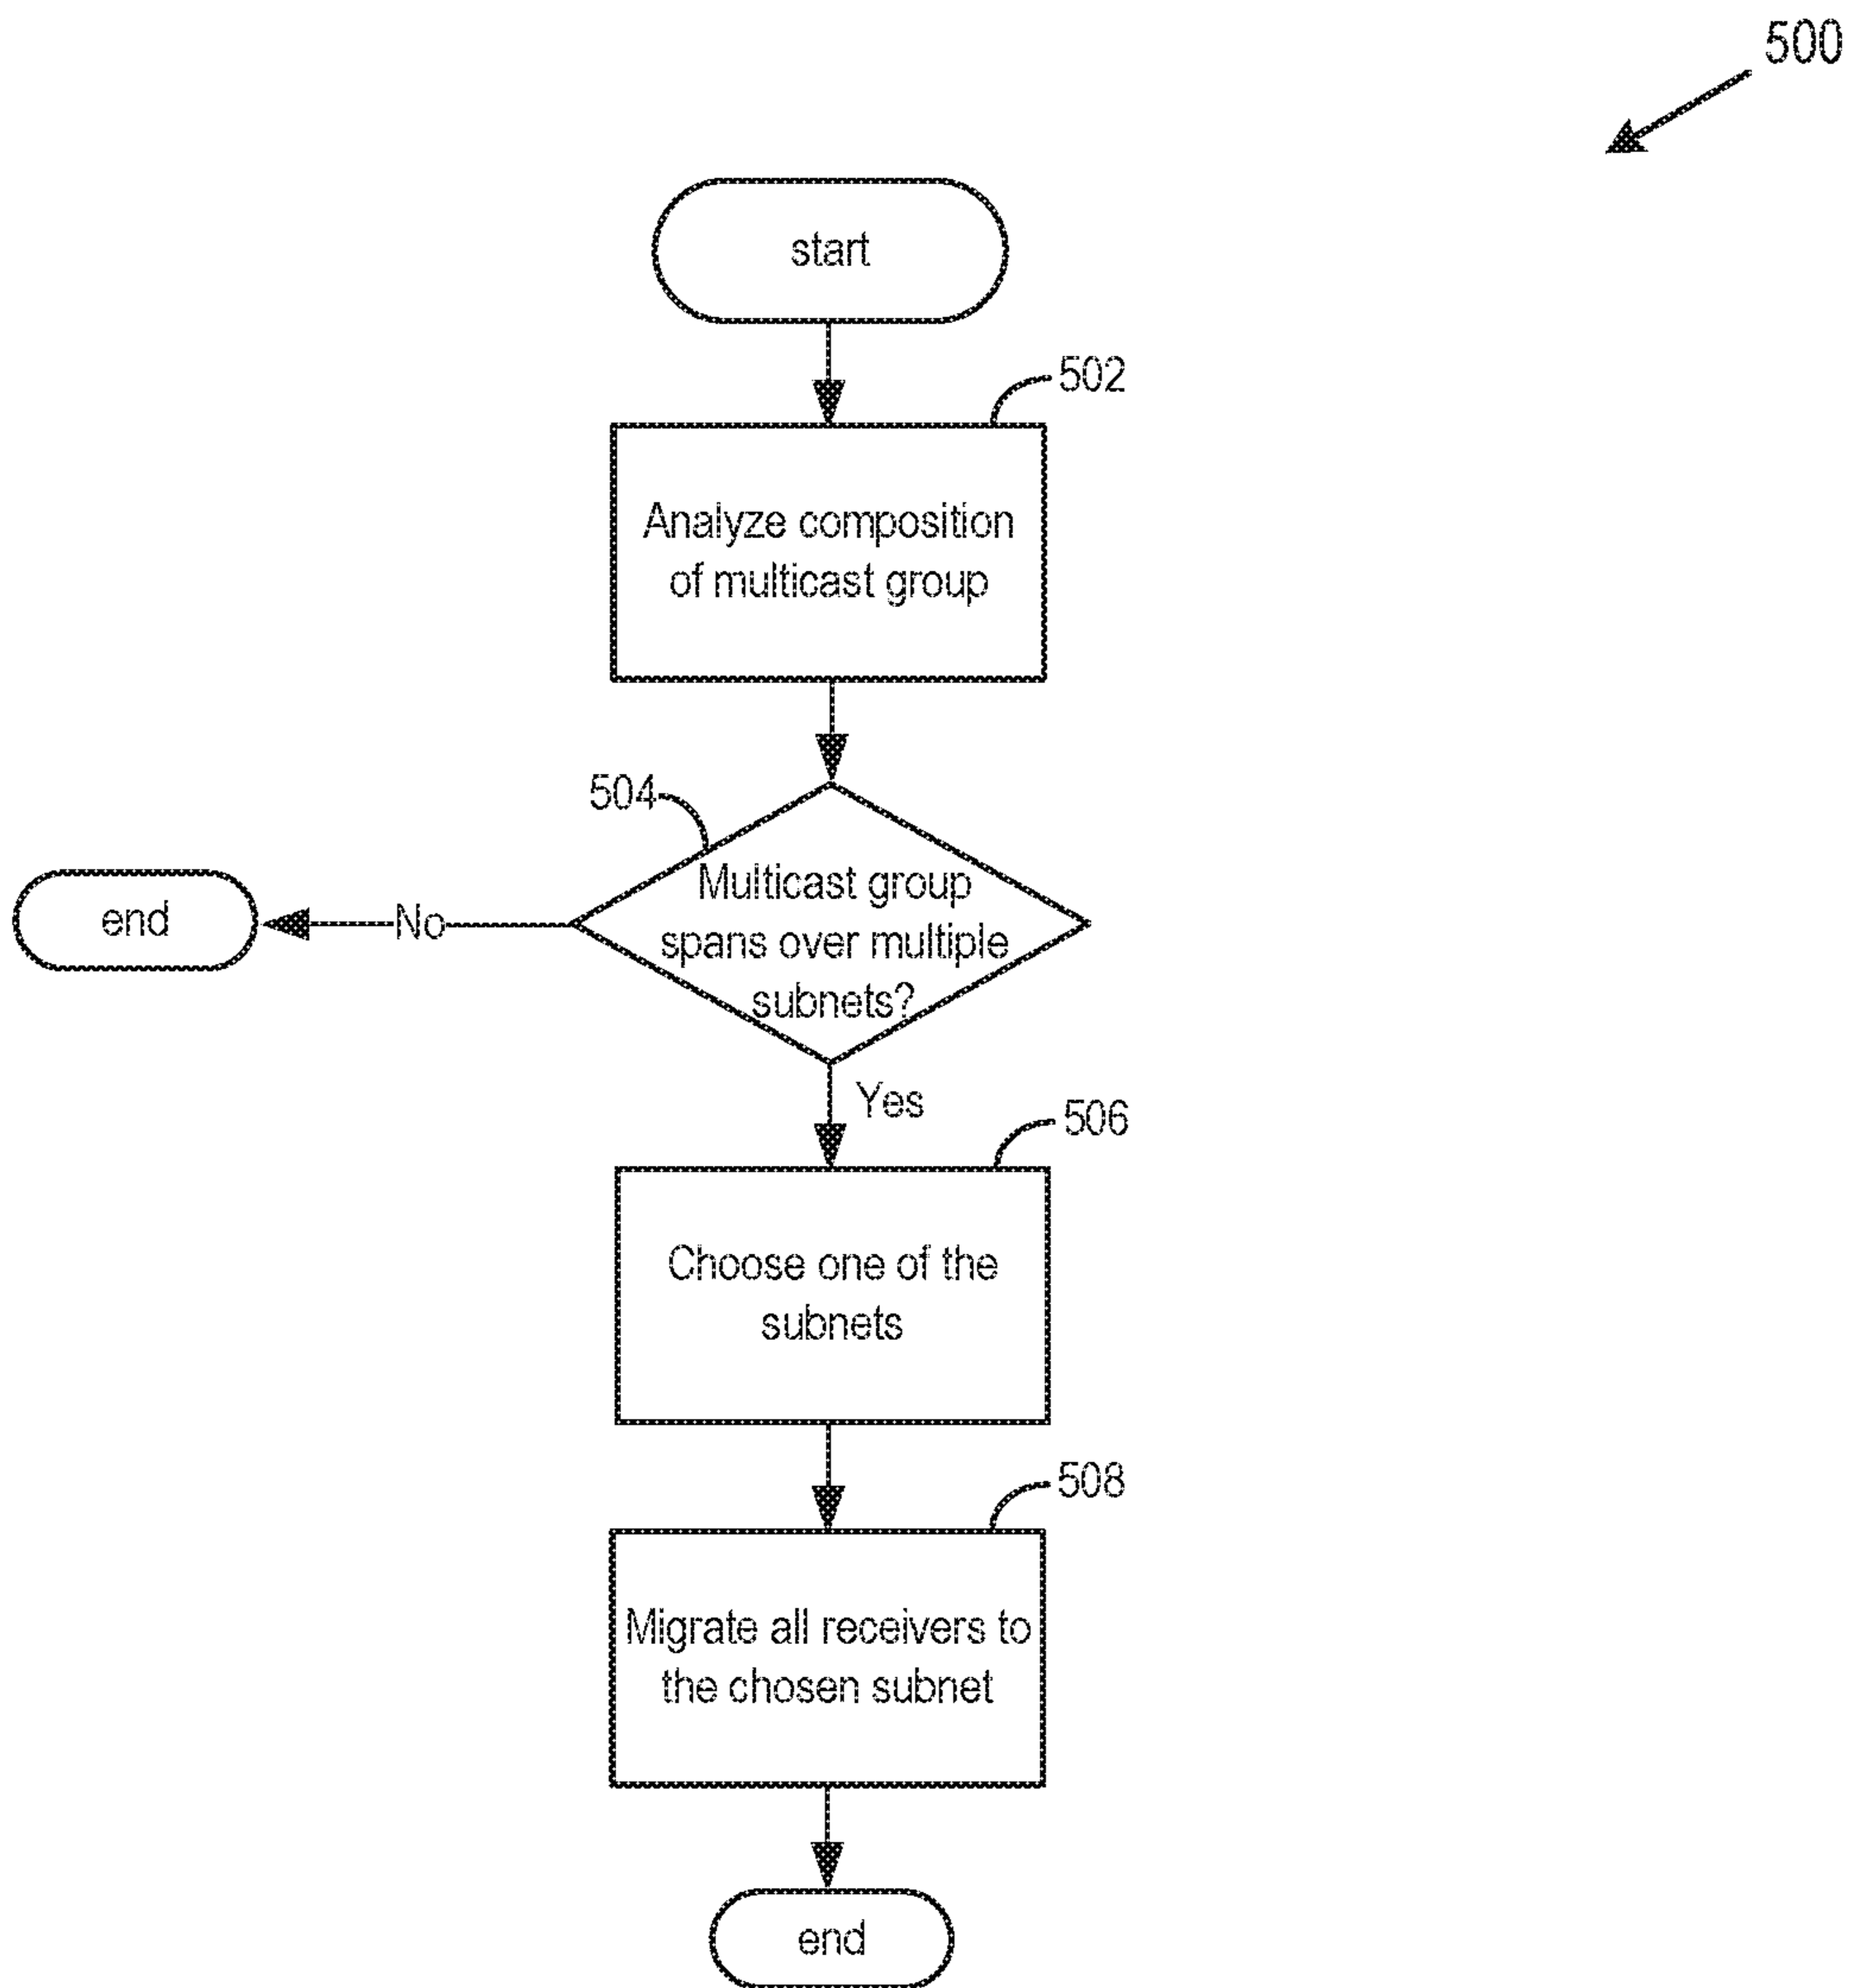 500
start
502
Analyze composition
of multicast group
504
Multicast group
spans over multiple
subnets?
No
end
Yes
506
Choose one of the
subnets
508
Migrate all receivers to
the chosen subnet
end